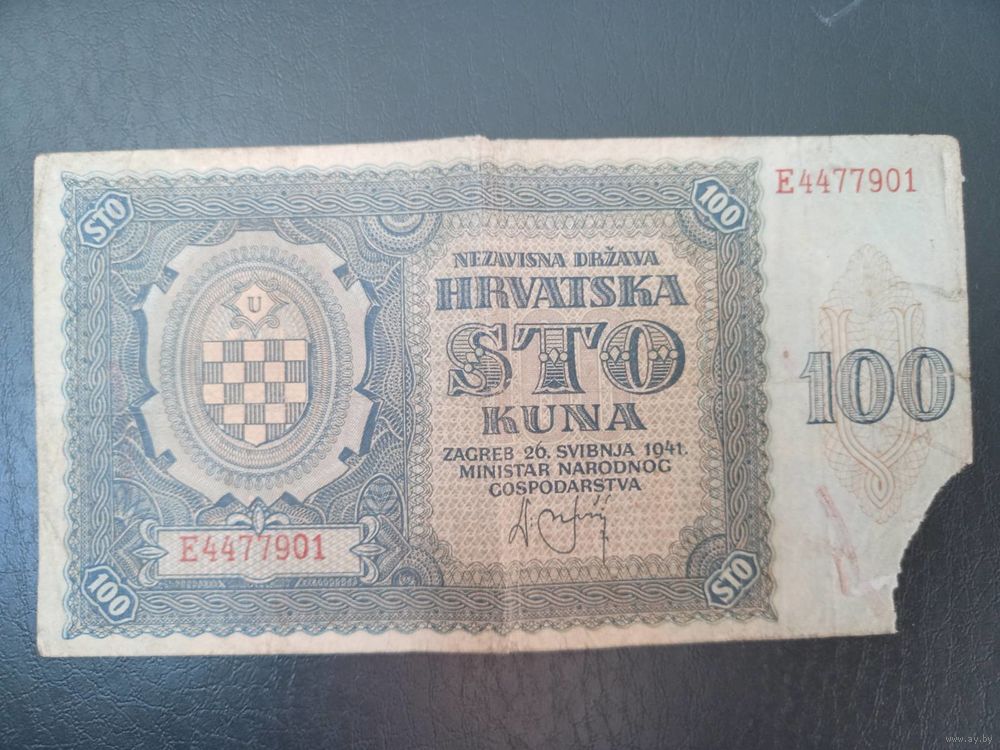 STO
100
E4477901
NEZAVISNA DRŽAVA
HRVATSKA
STO
KUNA
U
100
ZAGREB 26. SVIBNJA 1941.
MINISTAR NARODNOG
GOSPODARSTVA
E4477901
100
STO
www.ay.by